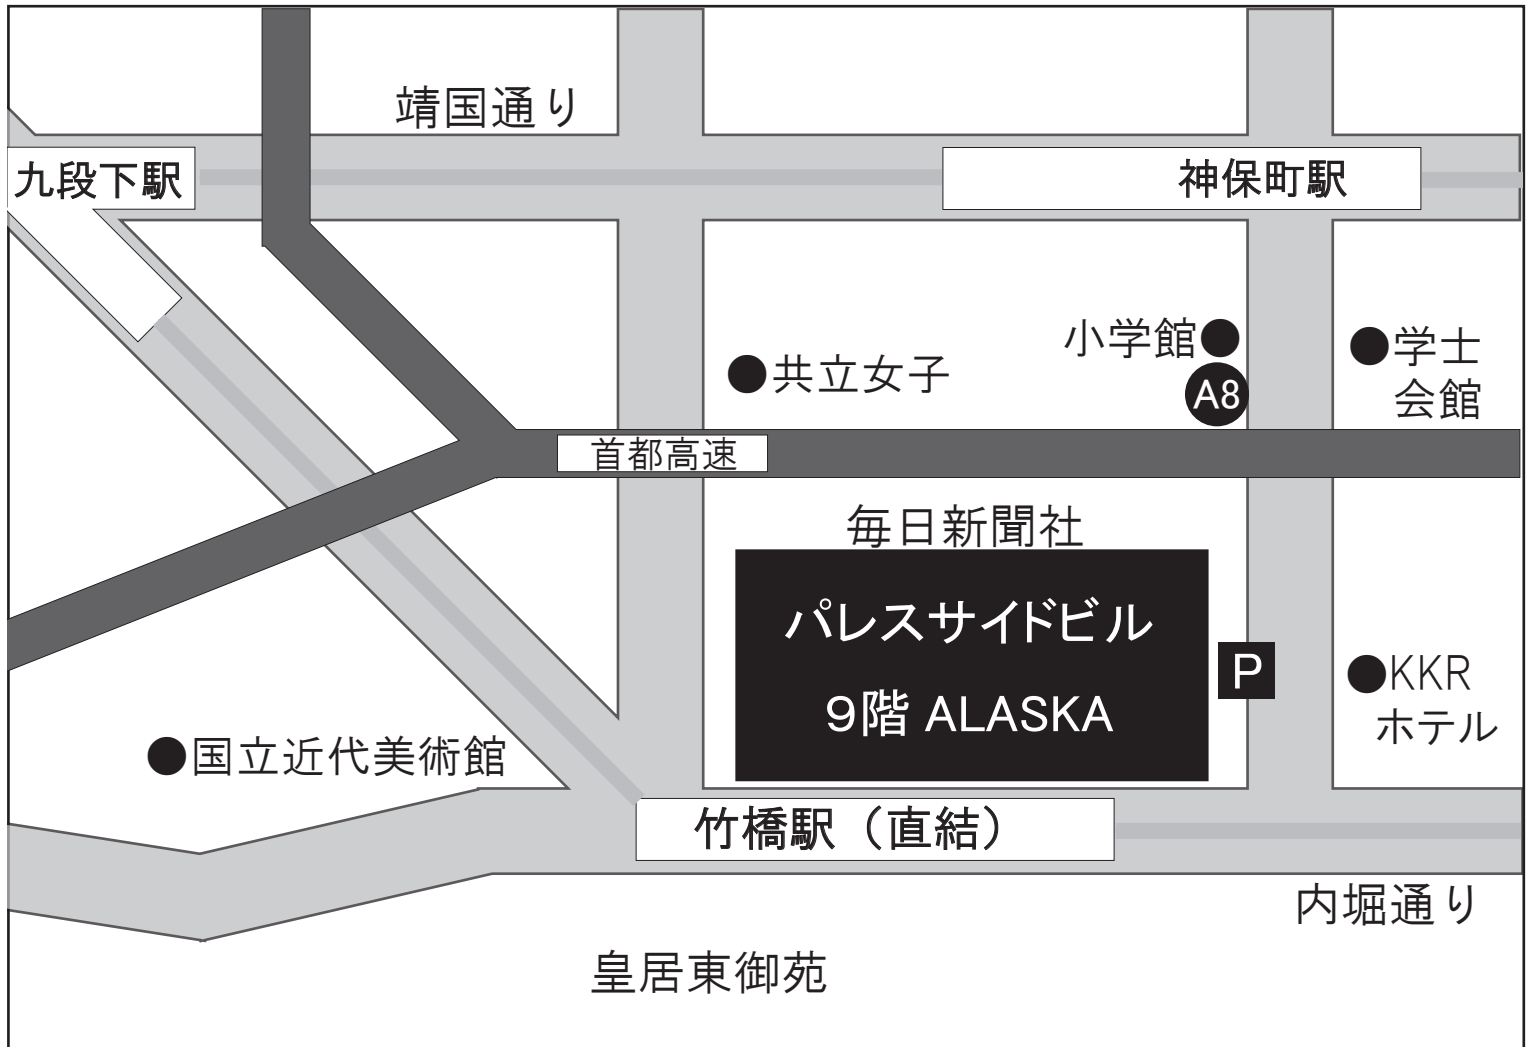 靖国通り
九段下駅
神保町駅
小学館
学士
会館
共立女子
A8
首都高速
毎日新聞社
パレスサイドビル
9階 ALASKA
P
KKR
ホテル
国立近代美術館
竹橋駅（直結）
内堀通り
皇居東御苑